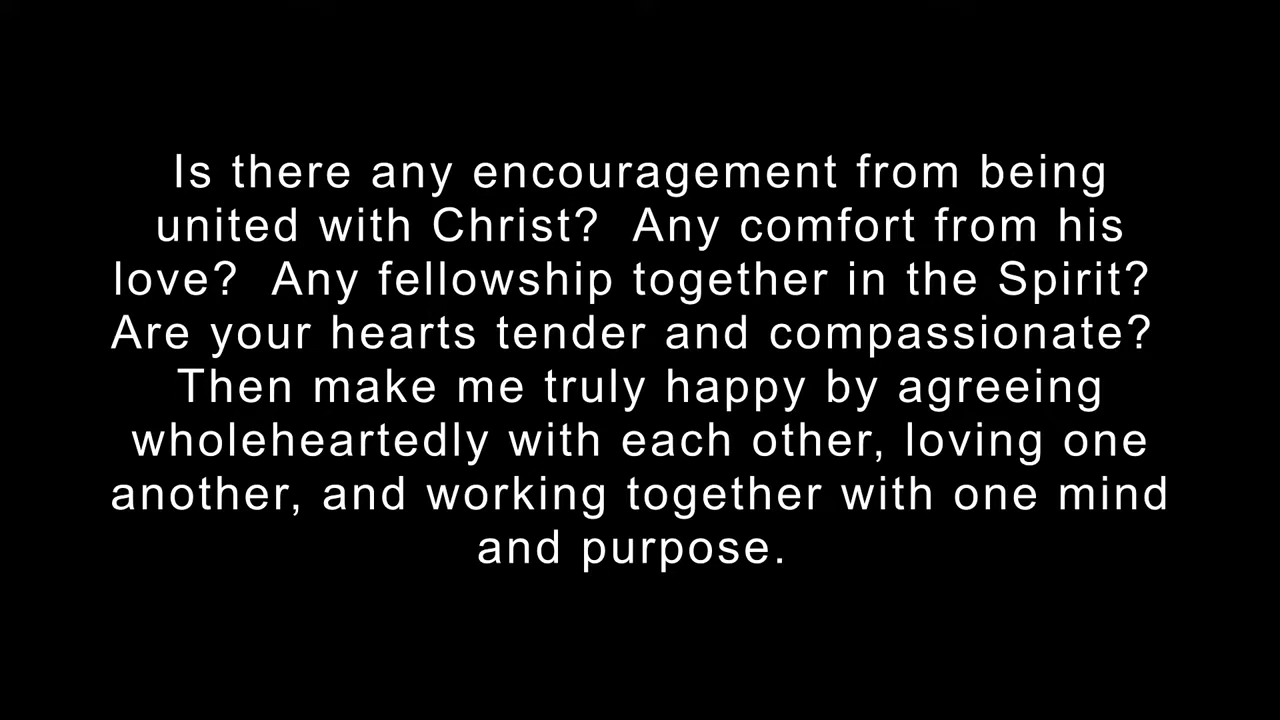 Is there any encouragement from being
united with Christ?  Any comfort from his
love?  Any fellowship together in the Spirit?
Are your hearts tender and compassionate?
Then make me truly happy by agreeing
wholeheartedly with each other, loving one
another, and working together with one mind
and purpose.